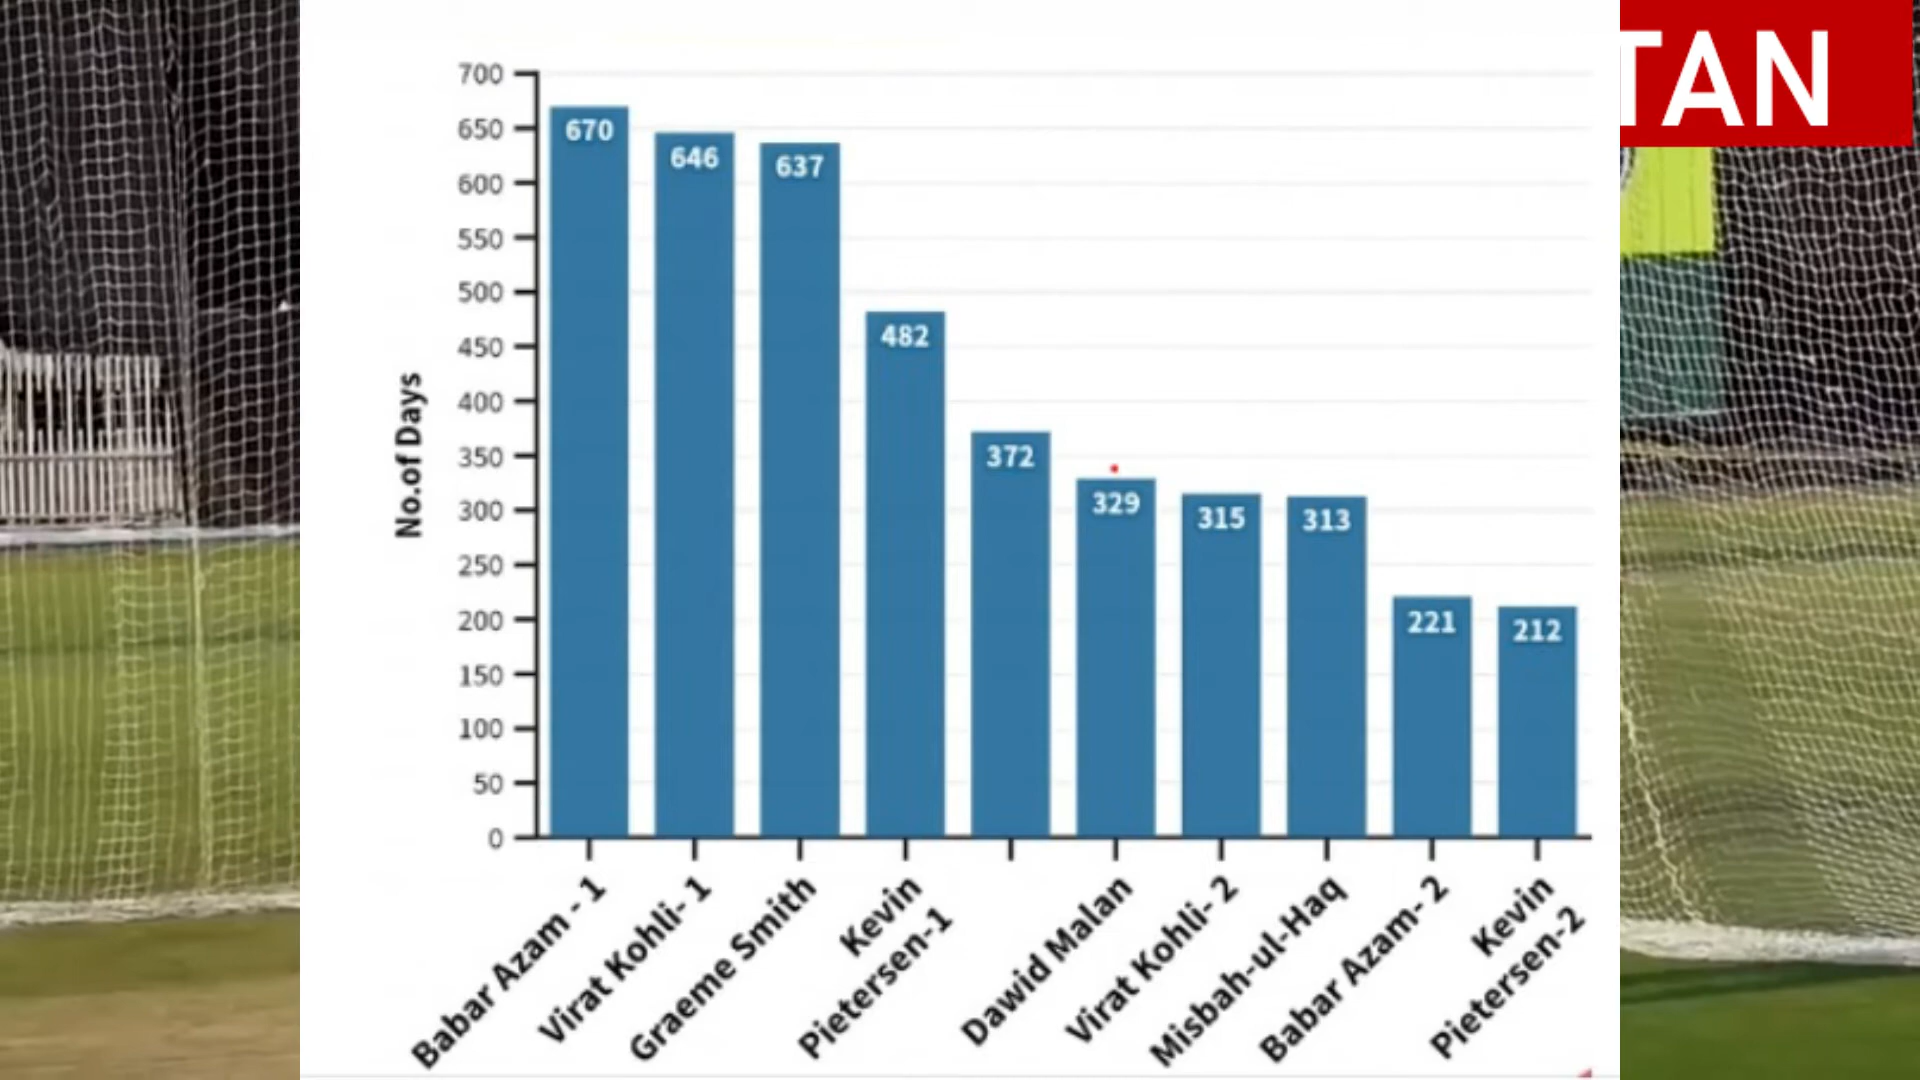 TAN
700
650
600
550
500
450
400
350
300
250
200
150
100
50
0
No.of Days
670
646
637
482
372
329
315
313
221
212
Babar Azam - 1
Virat Kohli- 1
Graeme Smith
Kevin
Pietersen-1
Dawid Malan
Virat Kohli- 2
Misbah-ul-Haq
Babar Azam- 2
Kevin
Pietersen-2